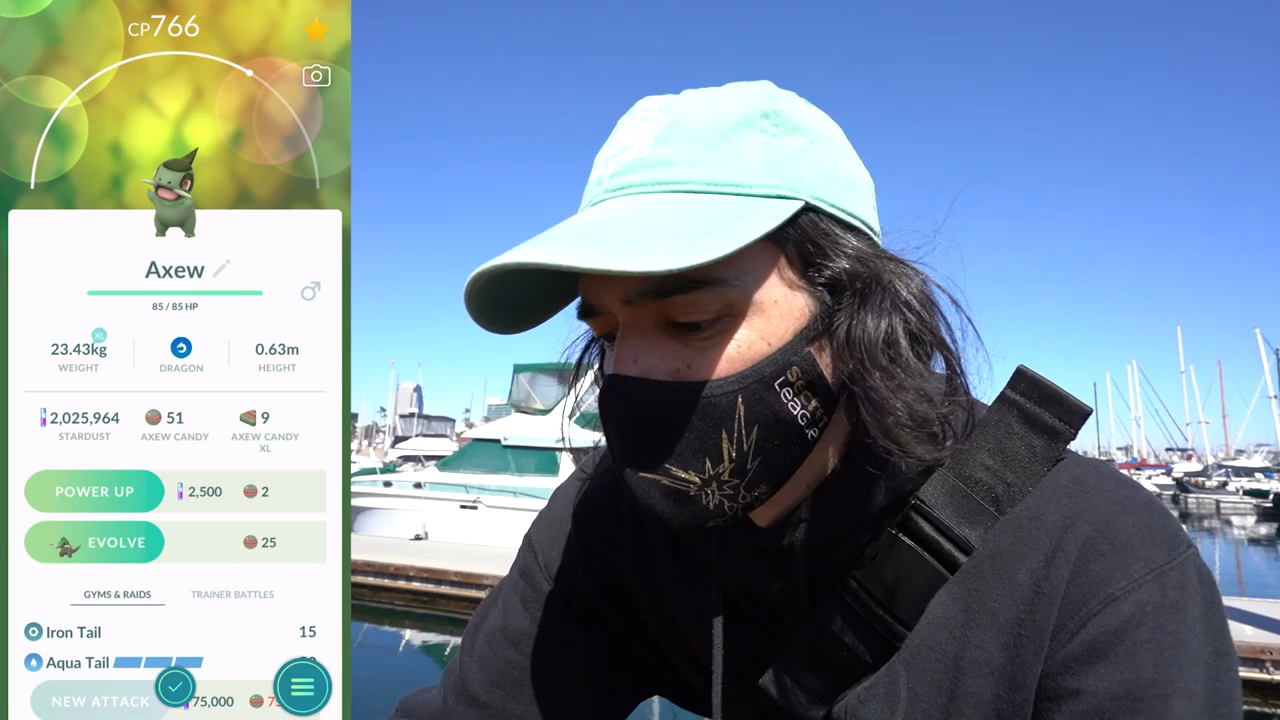 CP766
Axew
85 / 85 HP
XL
23.43kg
WEIGHT
DRAGON
0.63m
HEIGHT
2,025,964
STARDUST
51
AXEW CANDY
9
AXEW CANDY
XL
POWER UP
2,500
2
EVOLVE
25
GYMS & RAIDS
TRAINER BATTLES
Iron Tail
15
Aqua Tail
NEW ATTACK
75,000
League